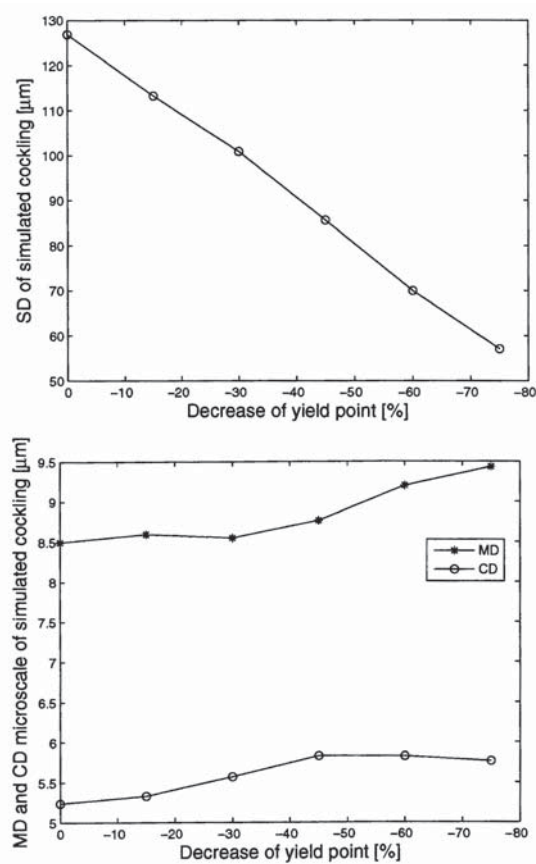 130
120
110
100
90
80
70
60
50
SD of simulated cockling [µm]
0 −10 −20 −30 −40 −50 −60 −70 −80
Decrease of yield point [%]
9.5
9
8.5
8
7.5
7
6.5
6
5.5
5
MD and CD microscale of simulated cockling [µm]
MD
CD
0 −10 −20 −30 −40 −50 −60 −70 −80
Decrease of yield point [%]